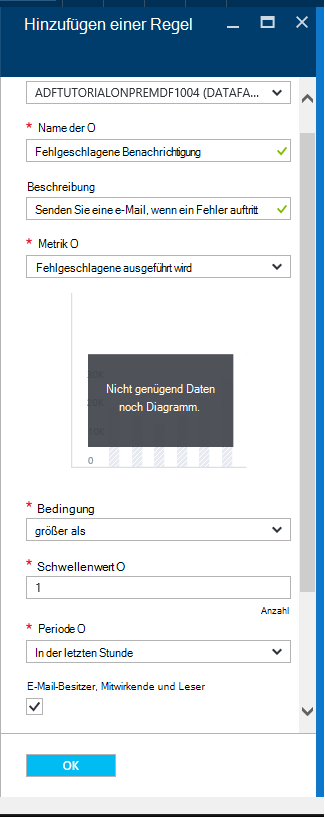 Hinzufügen einer Regel
ADFTUTORIALONPREMDF1004 (DATAFA...
* Name der O
Fehlgeschlagene Benachrichtigung
Beschreibung
Senden Sie eine e-Mail, wenn ein Fehler auftritt
* Metrik O
Fehlgeschlagene ausgeführt wird
Nicht genügend Daten
noch Diagramm.
0
* Bedingung
größer als
* Schwellenwert O
1
Anzahl
* Periode O
In der letzten Stunde
E-Mail-Besitzer, Mitwirkende und Leser
OK